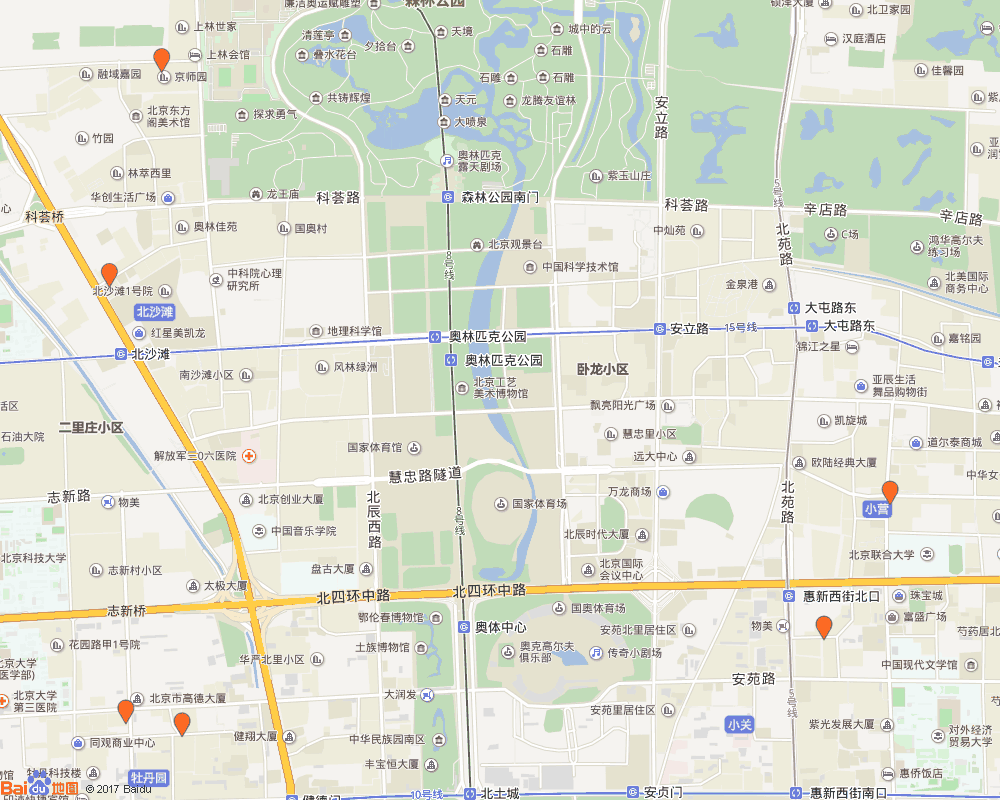 廉洁奥运赋雕塑
森林公园
上林世家
清莲亭
天境
城中的云
北卫家园
汉庭酒店
夕拾台
叠水花台
石雕
上林会馆
融域嘉园
京师园
石雕
石雕
佳馨园
共铸辉煌
天元
龙腾友谊林
安立路
北京东方
阁美术馆
探求勇气
大喷泉
竹园
奥林匹克
露天剧场
林萃西里
紫玉山庄
5号线
龙王庙
科荟路
森林公园南门
华创生活广场
科荟路
辛店路
辛店路
科荟桥
奥林佳苑
国奥村
中灿苑
北苑路
C场
鸿华高尔夫
练习场
北京观景台
8号线
中国科学技术馆
中科院心理
研究所
北沙滩1号院
金泉港
北美国际
商务中心
北沙滩
大屯路东
红星美凯龙
地理科学馆
奥林匹克公园
安立路
15号线
大屯路东
嘉铭园
北沙滩
奥林匹克公园
锦江之星
南沙滩小区
风林绿洲
卧龙小区
北京工艺
美术博物馆
亚辰生活
舞品购物街
飘亮阳光广场
二里庄小区
凯旋城
石油大院
慧忠里小区
道尔泰商城
国家体育馆
解放军三0六医院
远大中心
欧陆经典大厦
慧忠路隧道
中华女
志新路
物美
北京创业大厦
北辰西路
国家体育场
万龙商场
北苑路
小营
中国音乐学院
8号线
北辰时代大厦
北京科技大学
北京联合大学
志新村小区
盘古大厦
北京国际
会议中心
太极大厦
北四环中路
北四环中路
惠新西街北口
珠宝城
志新桥
国奥体育场
鄂伦春博物馆
富盛广场
奥体中心
安苑北里居住区
物美
花园路甲1号院
土族博物馆
奥克高尔夫
俱乐部
传奇小剧场
华严北里小区
中国现代文学馆
安苑路
北京大学
第三医院
北京市高德大厦
大润发
5号线
安苑里居住区
小关
紫光发展大厦
同观商业中心
健翔大厦
中华民族园南区
对外经济
贸易大学
丰宝恒大厦
牡丹科技楼
牡丹园
惠侨饭店
Bai du 地图
© 2017 Baidu
健德门
10号线
北土城
安贞门
惠新西街南口